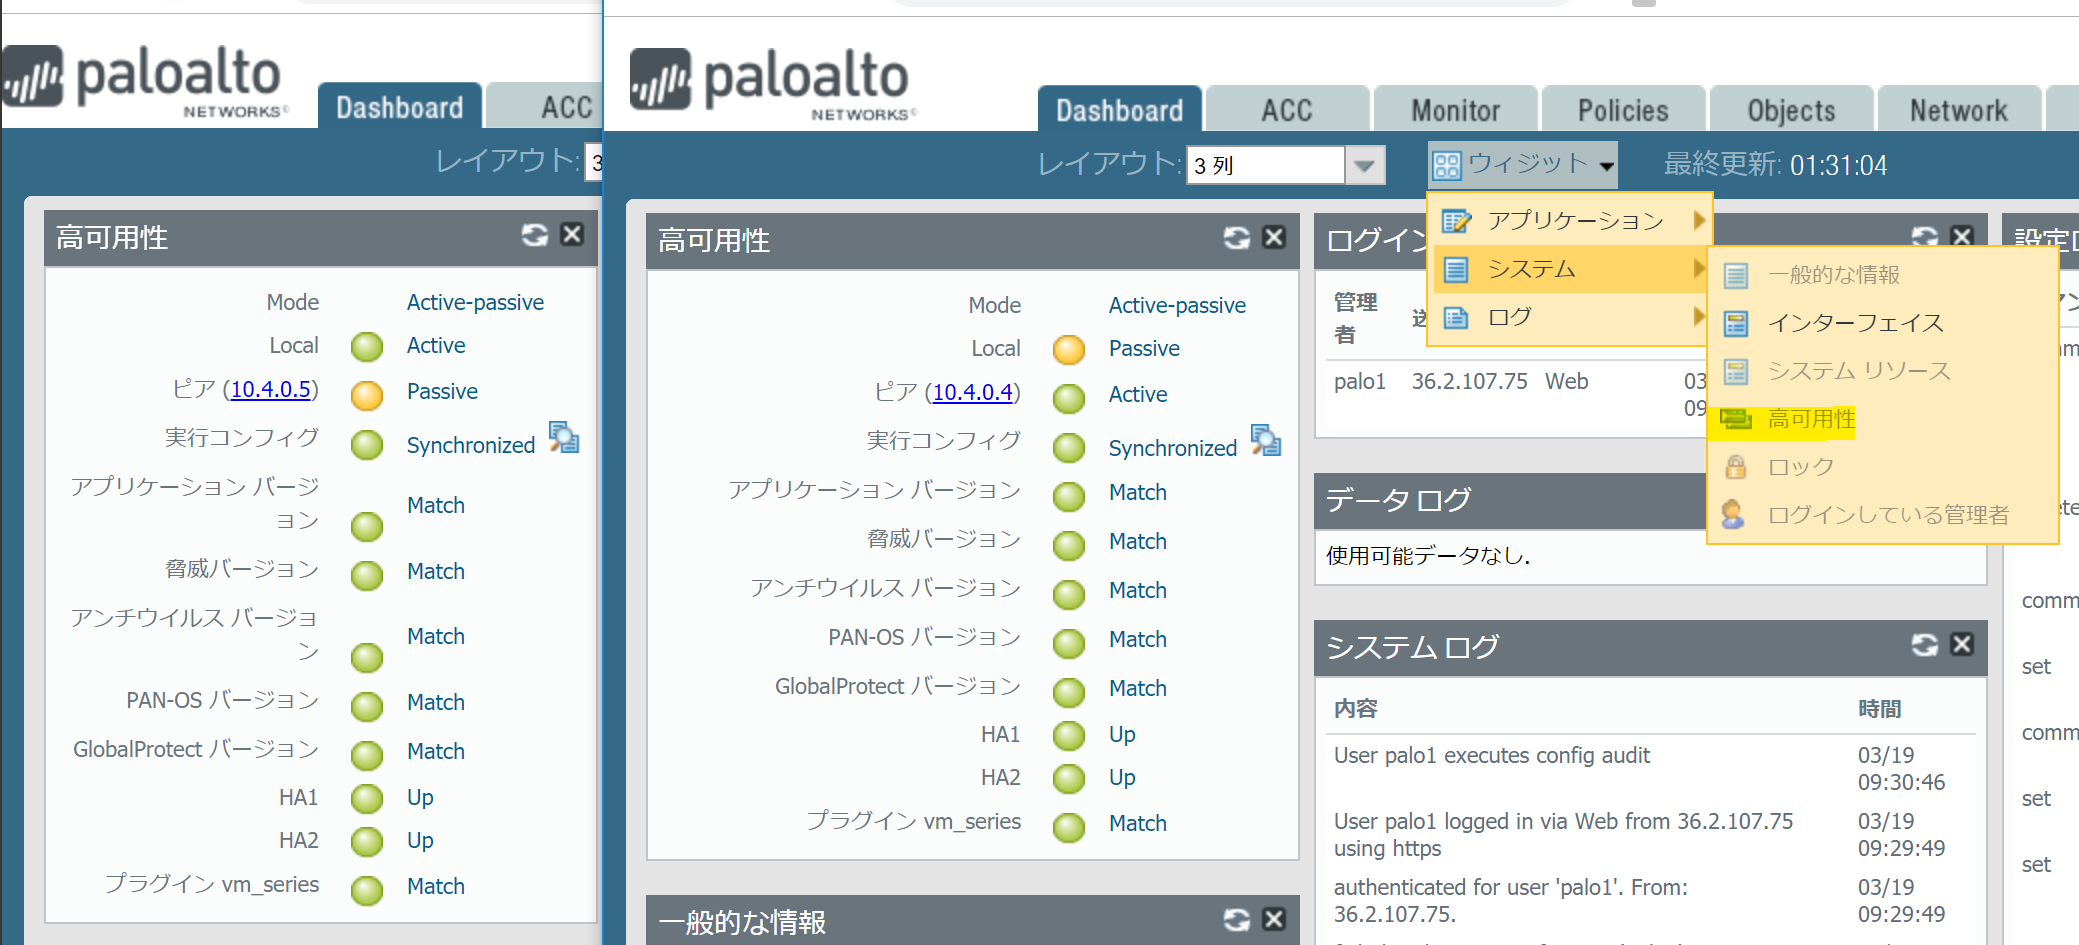 paloalto
NETWORKS
Dashboard
ACC
レイアウト: 3
高可用性
Mode Active-passive
Local Active
ピア (10.4.0.5) Passive
実行コンフィグ Synchronized
アプリケーション バージ
ョン Match
脅威バージョン Match
アンチウイルス バージョ
ン Match
PAN-OS バージョン Match
GlobalProtect バージョン Match
HA1 Up
HA2 Up
プラグイン vm_series Match
paloalto
NETWORKS
Dashboard
ACC
Monitor
Policies
Objects
Network
レイアウト: 3 列
ウィジット
最終更新: 01:31:04
高可用性
Mode Active-passive
Local Passive
ピア (10.4.0.4) Active
実行コンフィグ Synchronized
アプリケーション バージョン Match
脅威バージョン Match
アンチウイルス バージョン Match
PAN-OS バージョン Match
GlobalProtect バージョン Match
HA1 Up
HA2 Up
プラグイン vm_series Match
一般的な情報
アプリケーション
システム
ログ
一般的な情報
インターフェイス
システム リソース
高可用性
ロック
ログインしている管理者
ログイン
管理
者
palo1 36.2.107.75 Web 03
09
データ ログ
使用可能データなし.
システム ログ
内容 時間
User palo1 executes config audit 03/19
09:30:46
User palo1 logged in via Web from 36.2.107.75 03/19
using https 09:29:49
authenticated for user 'palo1'. From: 03/19
36.2.107.75. 09:29:49
設定
comm
set
comm
set
set